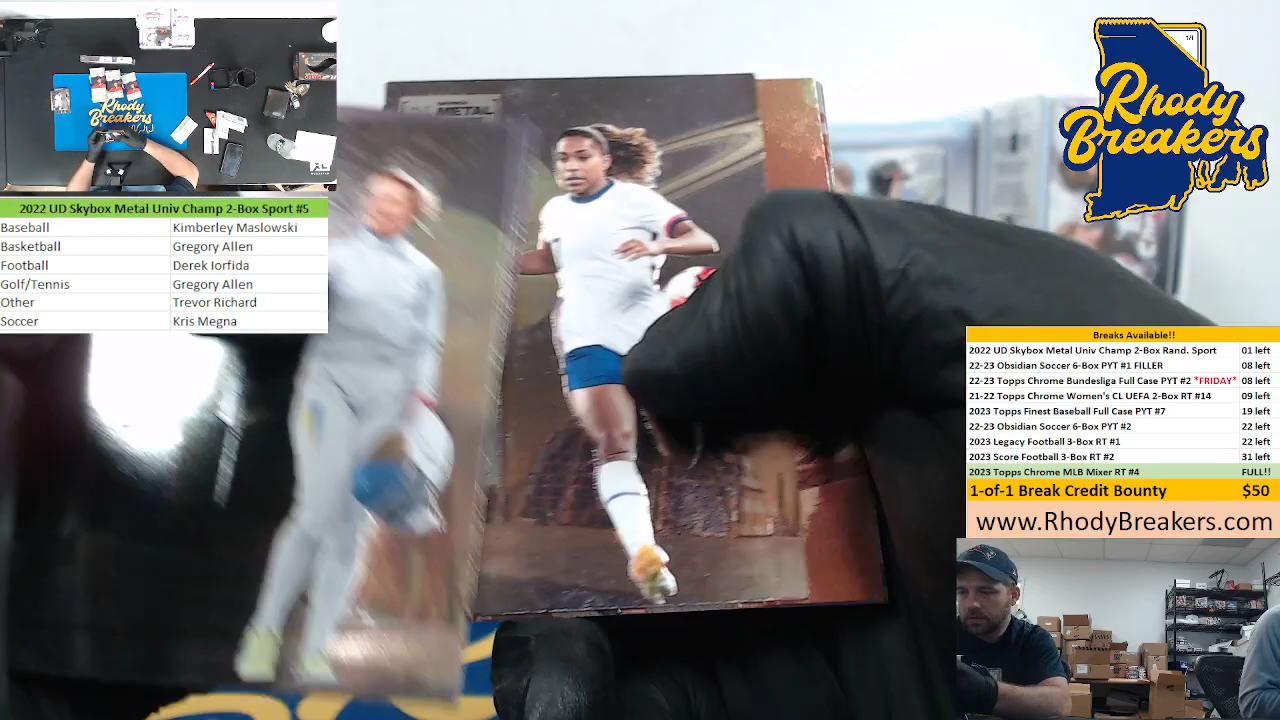 Rhody
Breakers
2022 UD Skybox Metal Univ Champ 2-Box Sport #5
Baseball Kimberley Maslowski
Basketball Gregory Allen
Football Derek Iorfida
Golf/Tennis Gregory Allen
Other Trevor Richard
Soccer Kris Megna
METAL
1/1
Rhody
Breakers
Breaks Available!!
2022 UD Skybox Metal Univ Champ 2-Box Rand. Sport 01 left
22-23 Obsidian Soccer 6-Box PYT #1 FILLER 08 left
22-23 Topps Chrome Bundesliga Full Case PYT #2 *FRIDAY* 08 left
21-22 Topps Chrome Women's CL UEFA 2-Box RT #14 09 left
2023 Topps Finest Baseball Full Case PYT #7 19 left
22-23 Obsidian Soccer 6-Box PYT #2 22 left
2023 Legacy Football 3-Box RT #1 22 left
2023 Score Football 3-Box RT #2 31 left
2023 Topps Chrome MLB Mixer RT #4 FULL!!
1-of-1 Break Credit Bounty $50
www.RhodyBreakers.com